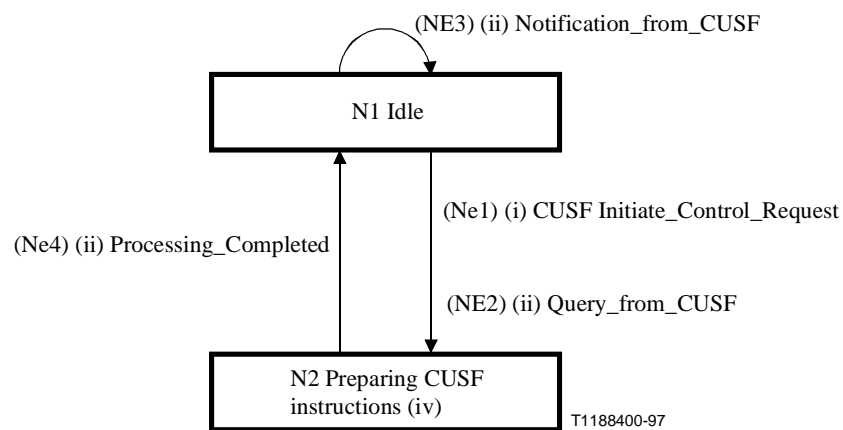 (NE3) (ii) Notification_from_CUSF
N1 Idle
(Ne1) (i) CUSF Initiate_Control_Request
(Ne4) (ii) Processing_Completed
(NE2) (ii) Query_from_CUSF
N2 Preparing CUSF
instructions (iv)
T1188400-97